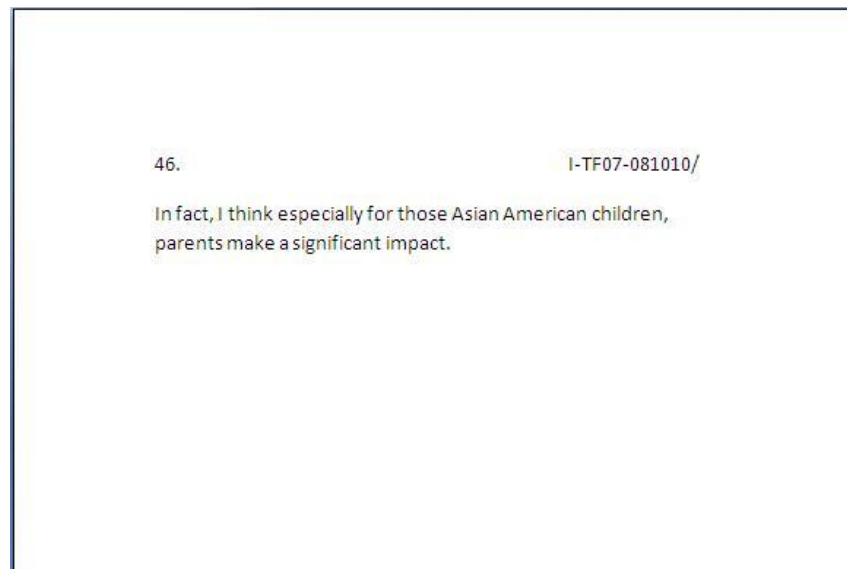 46. I-TF07-081010/
In fact, I think especially for those Asian American children,
parents make a significant impact.